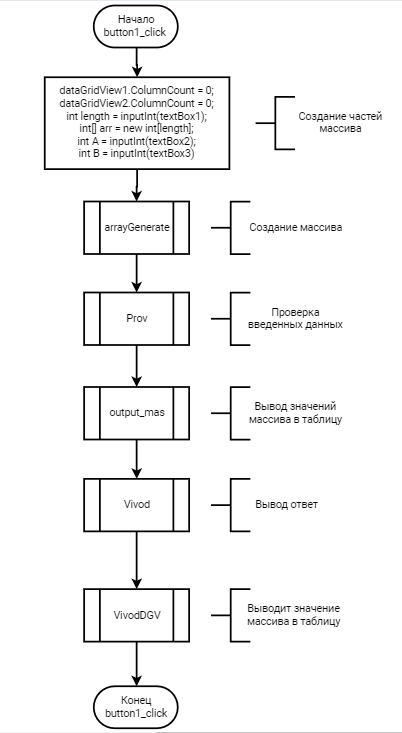 Начало
button1_click
dataGridView1.ColumnCount = 0;
dataGridView2.ColumnCount = 0;
int length = inputInt(textBox1);
int[] arr = new int[length];
int A = inputInt(textBox2);
int B = inputInt(textBox3)
Создание частей
массива
arrayGenerate
Создание массива
Prov
Проверка
введенных данных
output_mas
Вывод значений
массива в таблицу
Vivod
Вывод ответ
VivodDGV
Выводит значение
массива в таблицу
Конец
button1_click